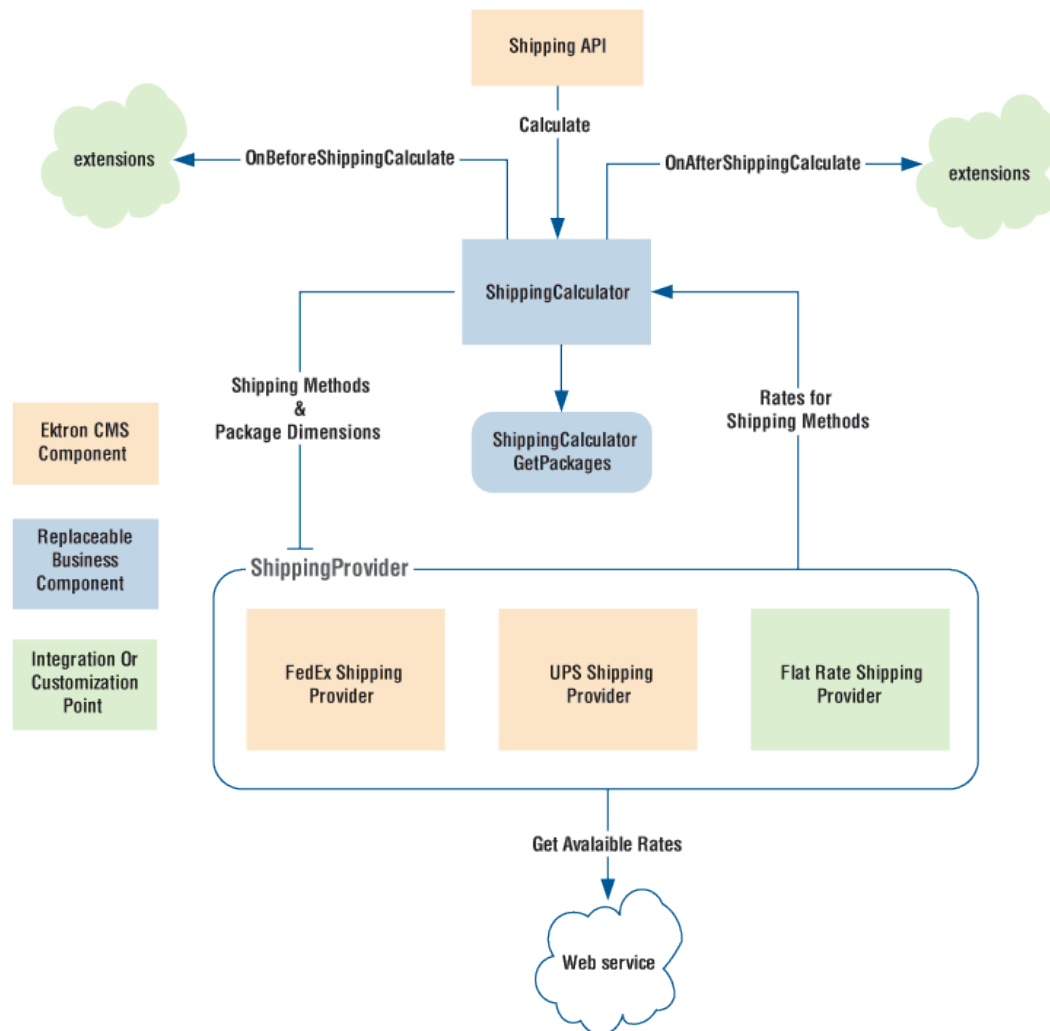 Shipping API
Calculate
extensions
OnBeforeShippingCalculate
OnAfterShippingCalculate
extensions
ShippingCalculator
Shipping Methods
&
Package Dimensions
Rates for
Shipping Methods
ShippingCalculator
GetPackages
Ektron CMS
Component
Replaceable
Business
Component
Integration Or
Customization
Point
ShippingProvider
FedEx Shipping
Provider
UPS Shipping
Provider
Flat Rate Shipping
Provider
Get Avalaible Rates
Web service